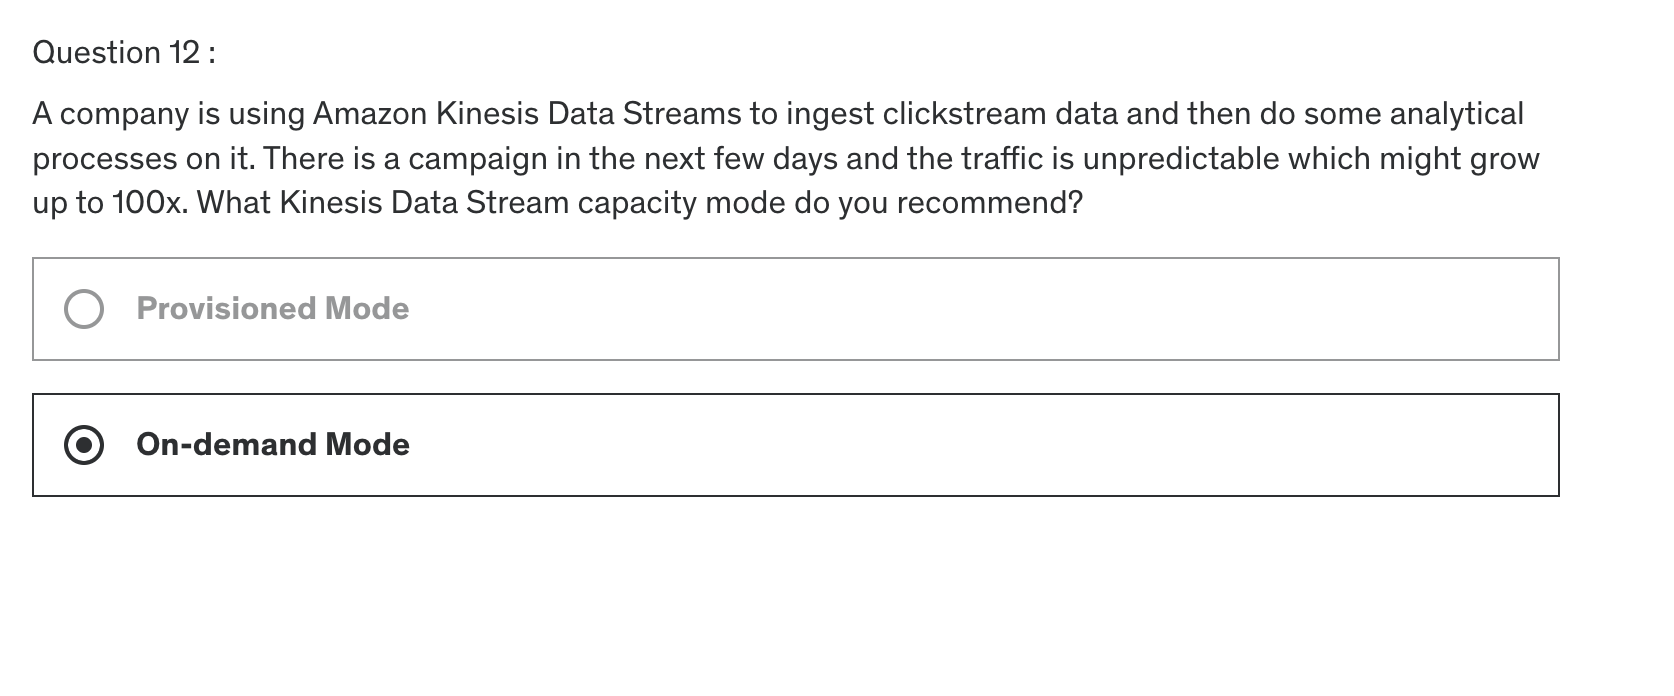 Question 12 :
A company is using Amazon Kinesis Data Streams to ingest clickstream data and then do some analytical
processes on it. There is a campaign in the next few days and the traffic is unpredictable which might grow
up to 100x. What Kinesis Data Stream capacity mode do you recommend?
Provisioned Mode
On-demand Mode